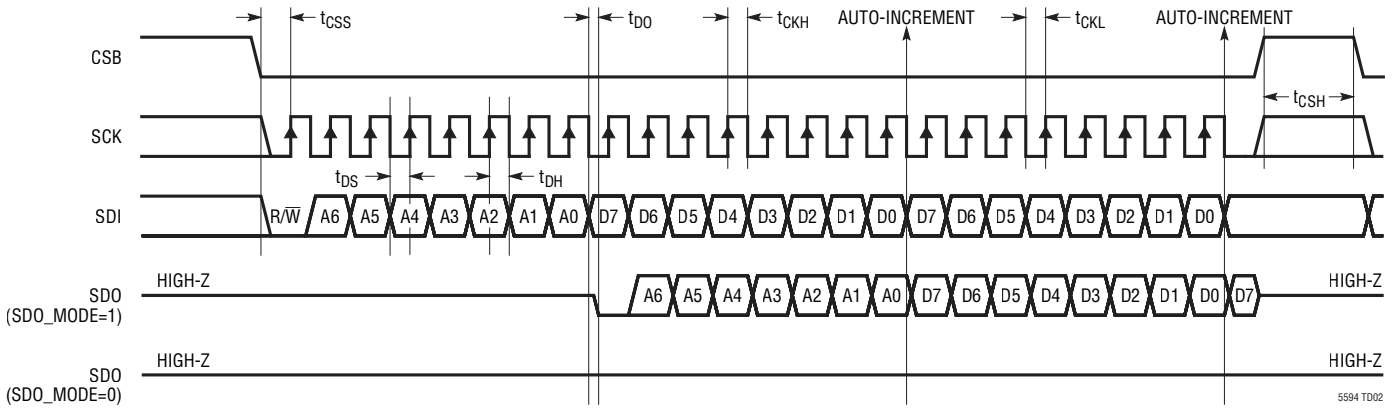 tCSS tDO tCKH AUTO-INCREMENT tCKL AUTO-INCREMENT
CSB
tCSH
SCK
tDS tDH
SDI R/W̅ A6 A5 A4 A3 A2 A1 A0 D7 D6 D5 D4 D3 D2 D1 D0 D7 D6 D5 D4 D3 D2 D1 D0
HIGH-Z HIGH-Z
SDO A6 A5 A4 A3 A2 A1 A0 D7 D6 D5 D4 D3 D2 D1 D0 D7
(SDO_MODE=1)
HIGH-Z HIGH-Z
SDO
(SDO_MODE=0)
5594 TD02